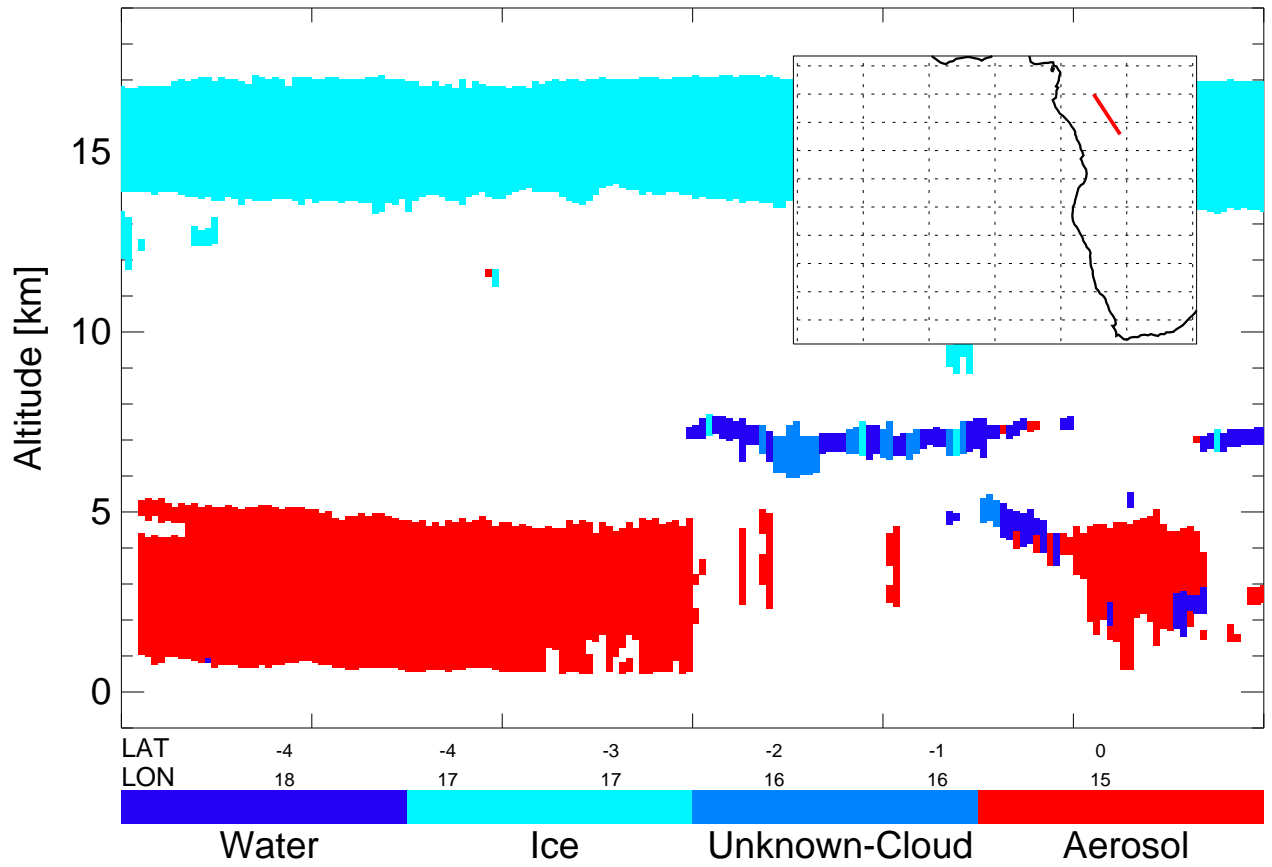 15
10
5
0
Altitude [km]
LAT -4 -4 -3 -2 -1 0
LON 18 17 17 16 16 15
Water Ice Unknown-Cloud Aerosol